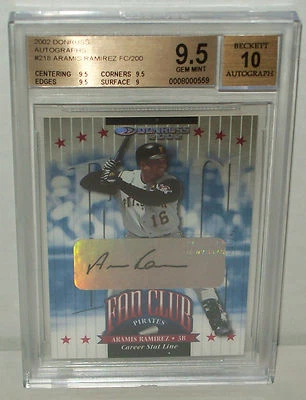 2002 DONRUSS
AUTOGRAPHS
#218 ARAMIS RAMIREZ FC/200
CENTERING 9.5 CORNERS 9.5
EDGES 9.5 SURFACE 9
9.5
GEM MINT
0008000559
BECKETT
10
AUTOGRAPH
DONRUSS
16
FAN CLUB
PIRATES
ARAMIS RAMIREZ • 3B
Career Stat Line